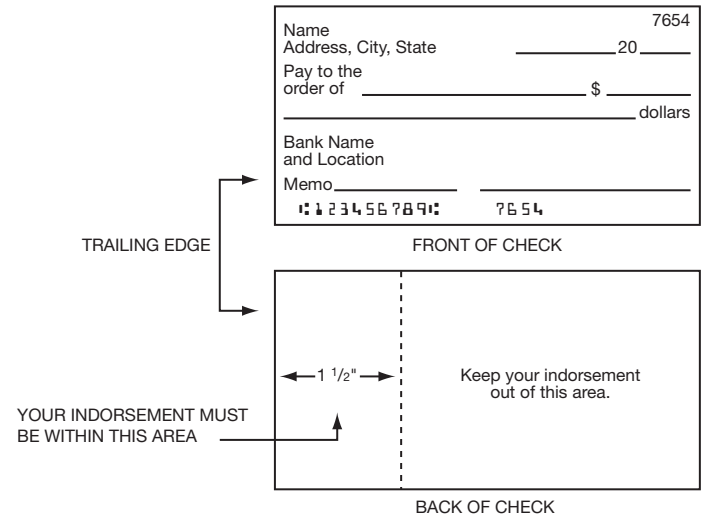 7654
Name
Address, City, State 20
Pay to the
order of $
dollars
Bank Name
and Location
Memo
⑆123456789⑆ 7654
TRAILING EDGE
FRONT OF CHECK
1 1/2"
Keep your indorsement
out of this area.
YOUR INDORSEMENT MUST
BE WITHIN THIS AREA
BACK OF CHECK